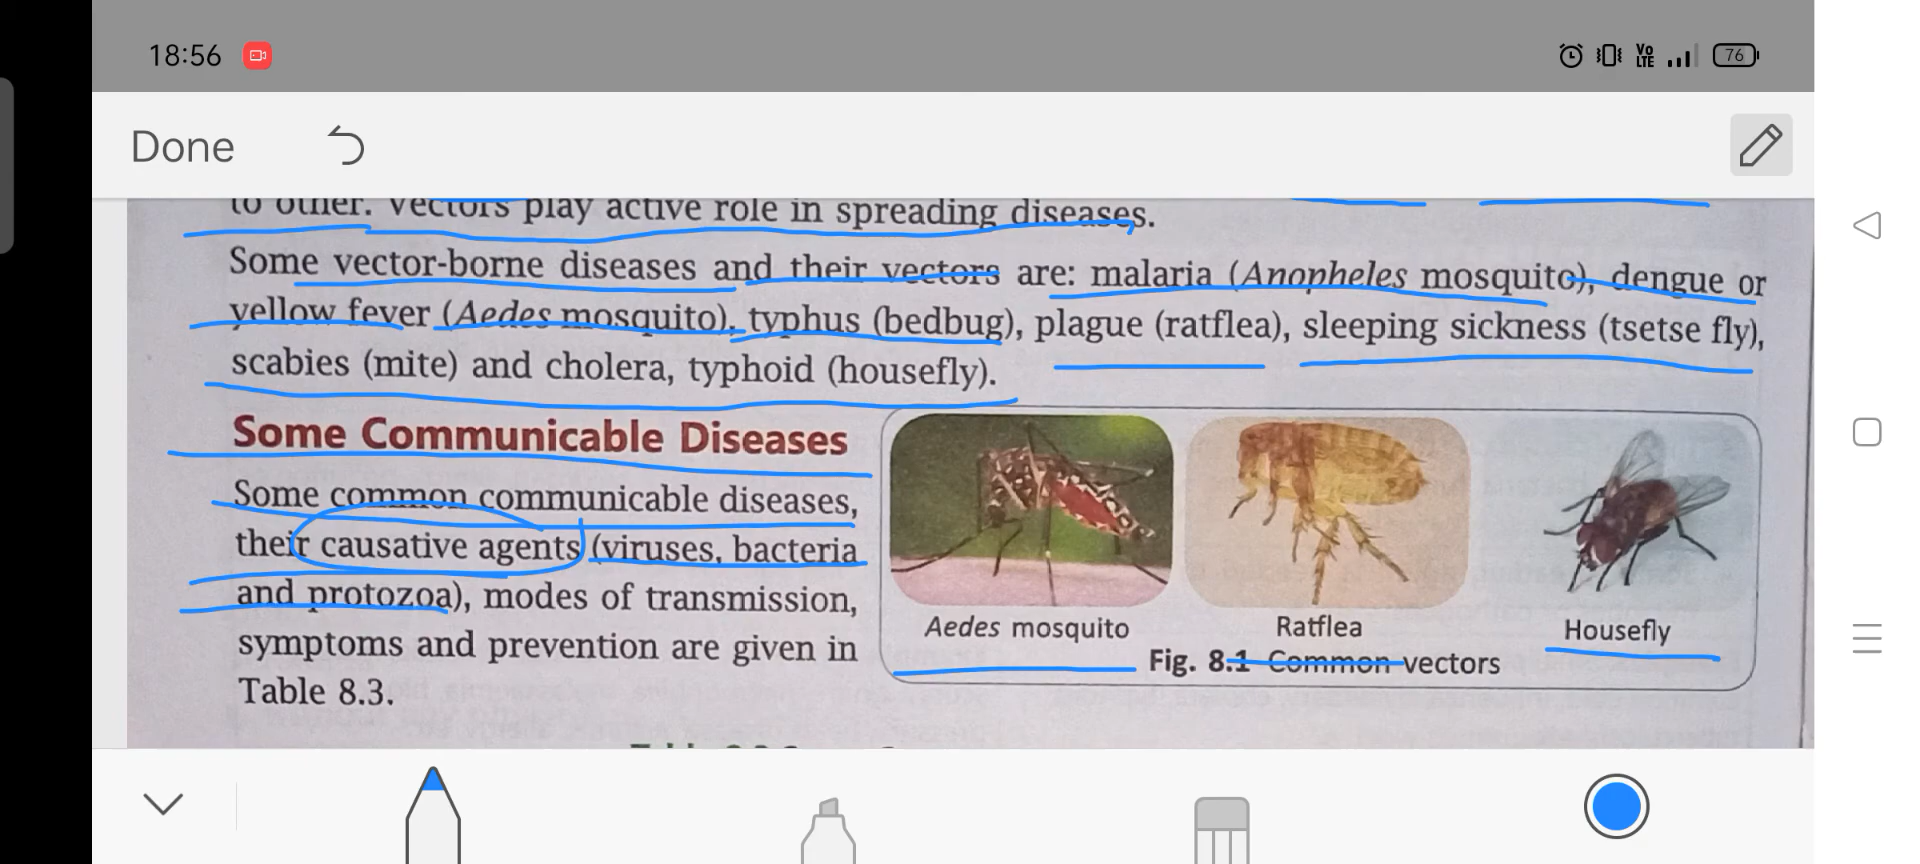 18:56
Vo
LTE
76
Done
to other. Vectors play active role in spreading diseases.
Some vector-borne diseases and their vectors are: malaria (Anopheles mosquito), dengue or
yellow fever (Aedes mosquito), typhus (bedbug), plague (ratflea), sleeping sickness (tsetse fly),
scabies (mite) and cholera, typhoid (housefly).
Some Communicable Diseases
Some common communicable diseases,
their causative agents (viruses, bacteria
and protozoa), modes of transmission,
symptoms and prevention are given in
Table 8.3.
Aedes mosquito
Ratflea
Housefly
Fig. 8.1 Common vectors